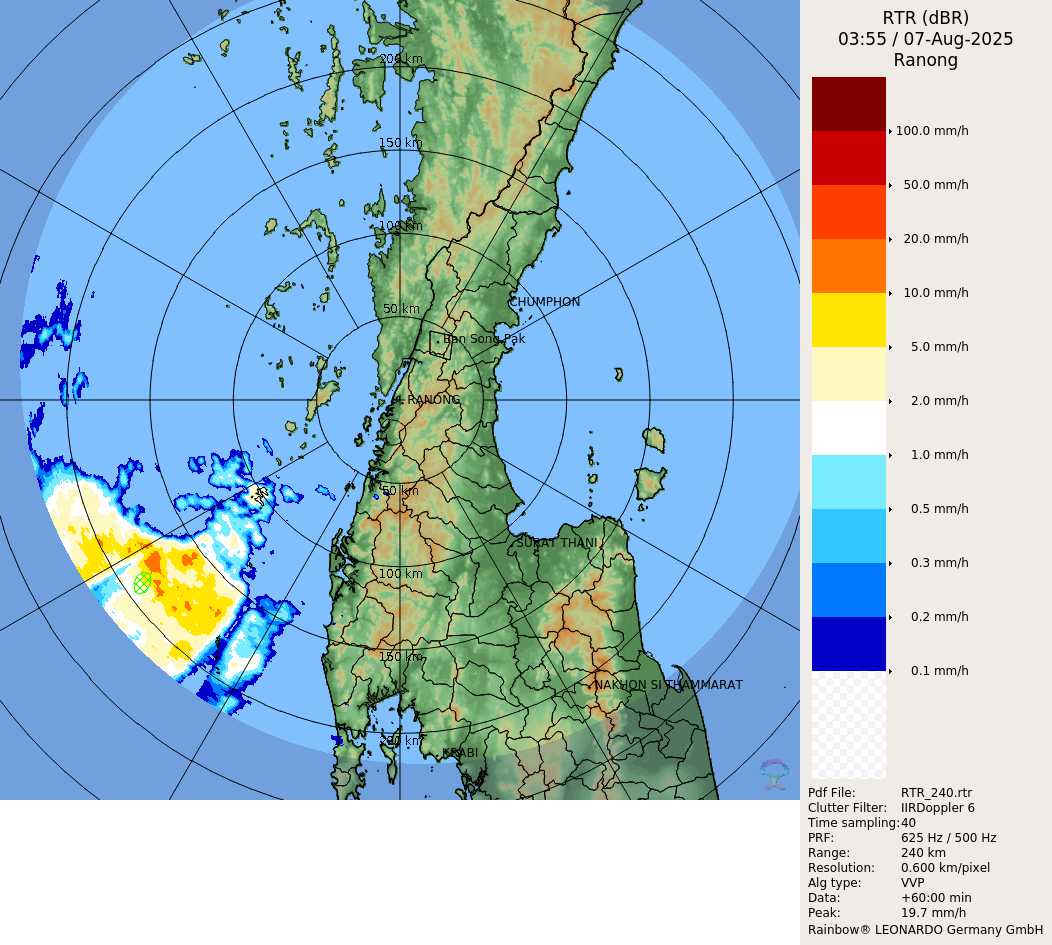 RTR (dBR)
03:55 / 07-Aug-2025
Ranong
100.0 mm/h
50.0 mm/h
20.0 mm/h
10.0 mm/h
5.0 mm/h
2.0 mm/h
1.0 mm/h
0.5 mm/h
0.3 mm/h
0.2 mm/h
0.1 mm/h
200 km
150 km
100 km
CHUMPHON
50 km
Ban Song Pak
RANONG
50 km
SURAT THANI
100 km
150 km
NAKHON SI THAMMARAT
200 km
KRABI
Pdf File: RTR_240.rtr
Clutter Filter: IIRDoppler 6
Time sampling:40
PRF: 625 Hz / 500 Hz
Range: 240 km
Resolution: 0.600 km/pixel
Alg type: VVP
Data: +60:00 min
Peak: 19.7 mm/h
Rainbow® LEONARDO Germany GmbH